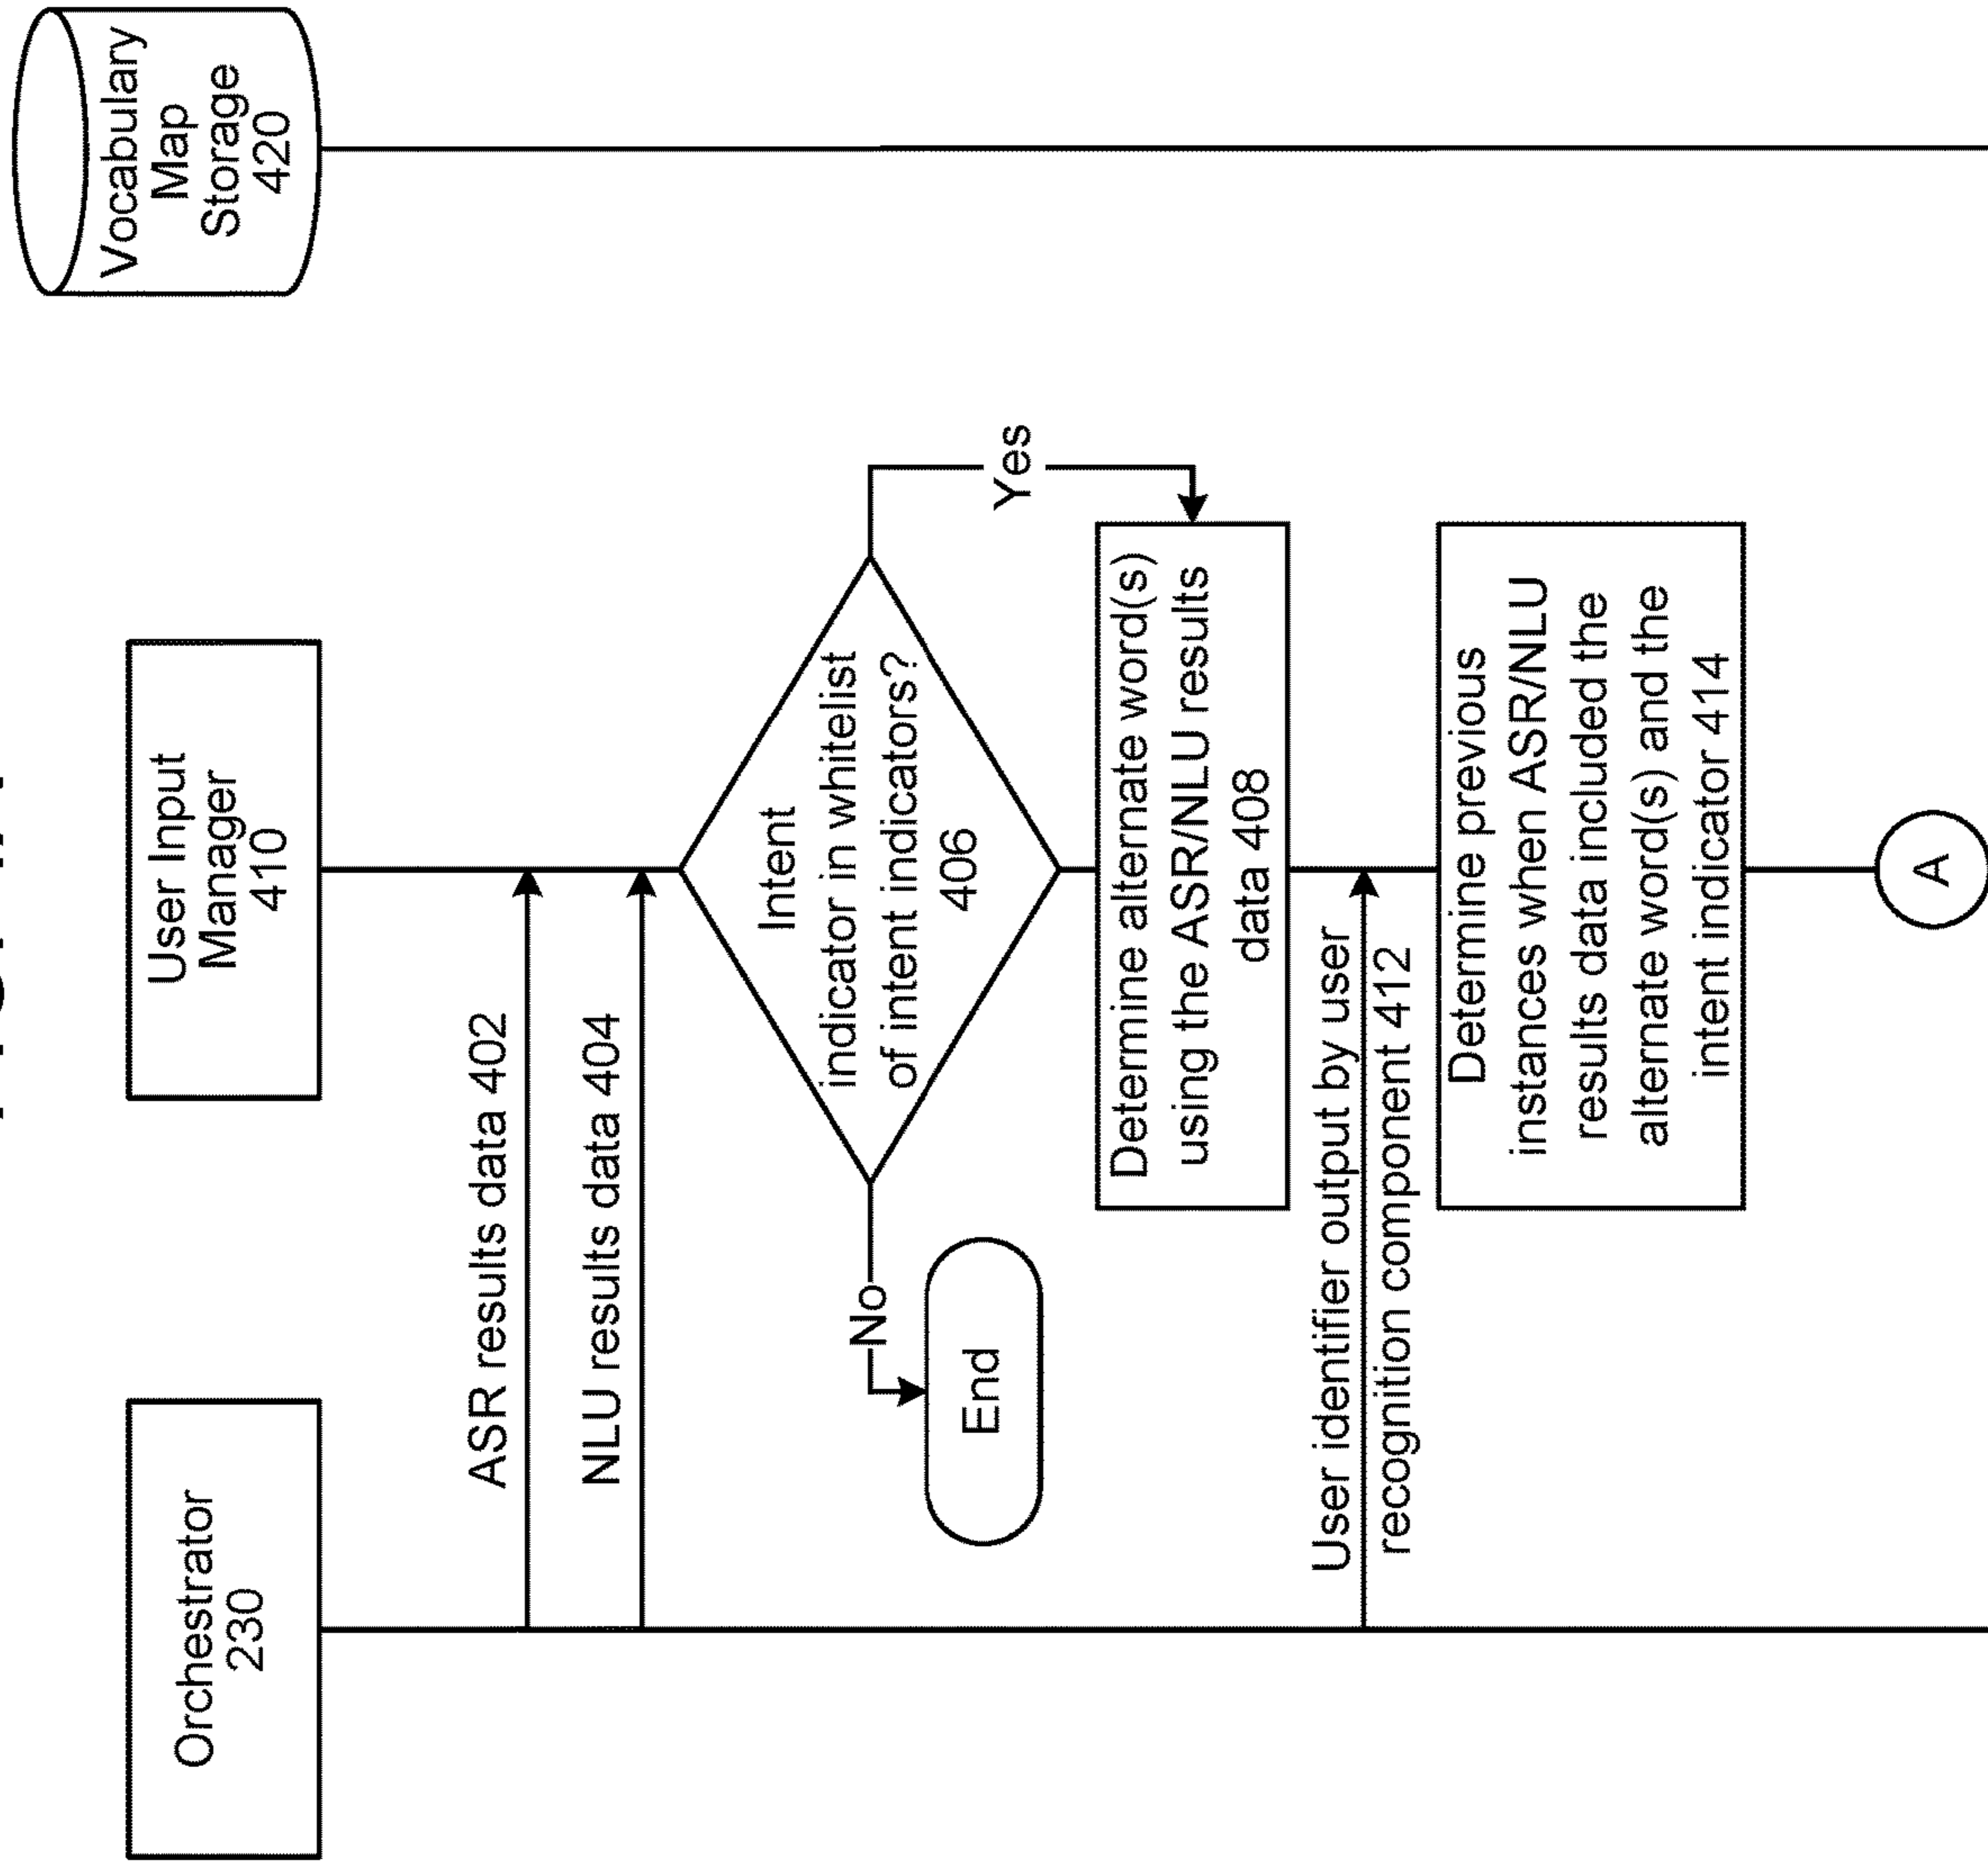 Orchestrator
230
User Input
Manager
410
Vocabulary
Map
Storage
420
ASR results data 402
NLU results data 404
Intent
indicator in whitelist
of intent indicators?
406
No
Yes
End
Determine alternate word(s)
using the ASR/NLU results
data 408
User identifier output by user
recognition component 412
Determine previous
instances when ASR/NLU
results data included the
alternate word(s) and the
intent indicator 414
A